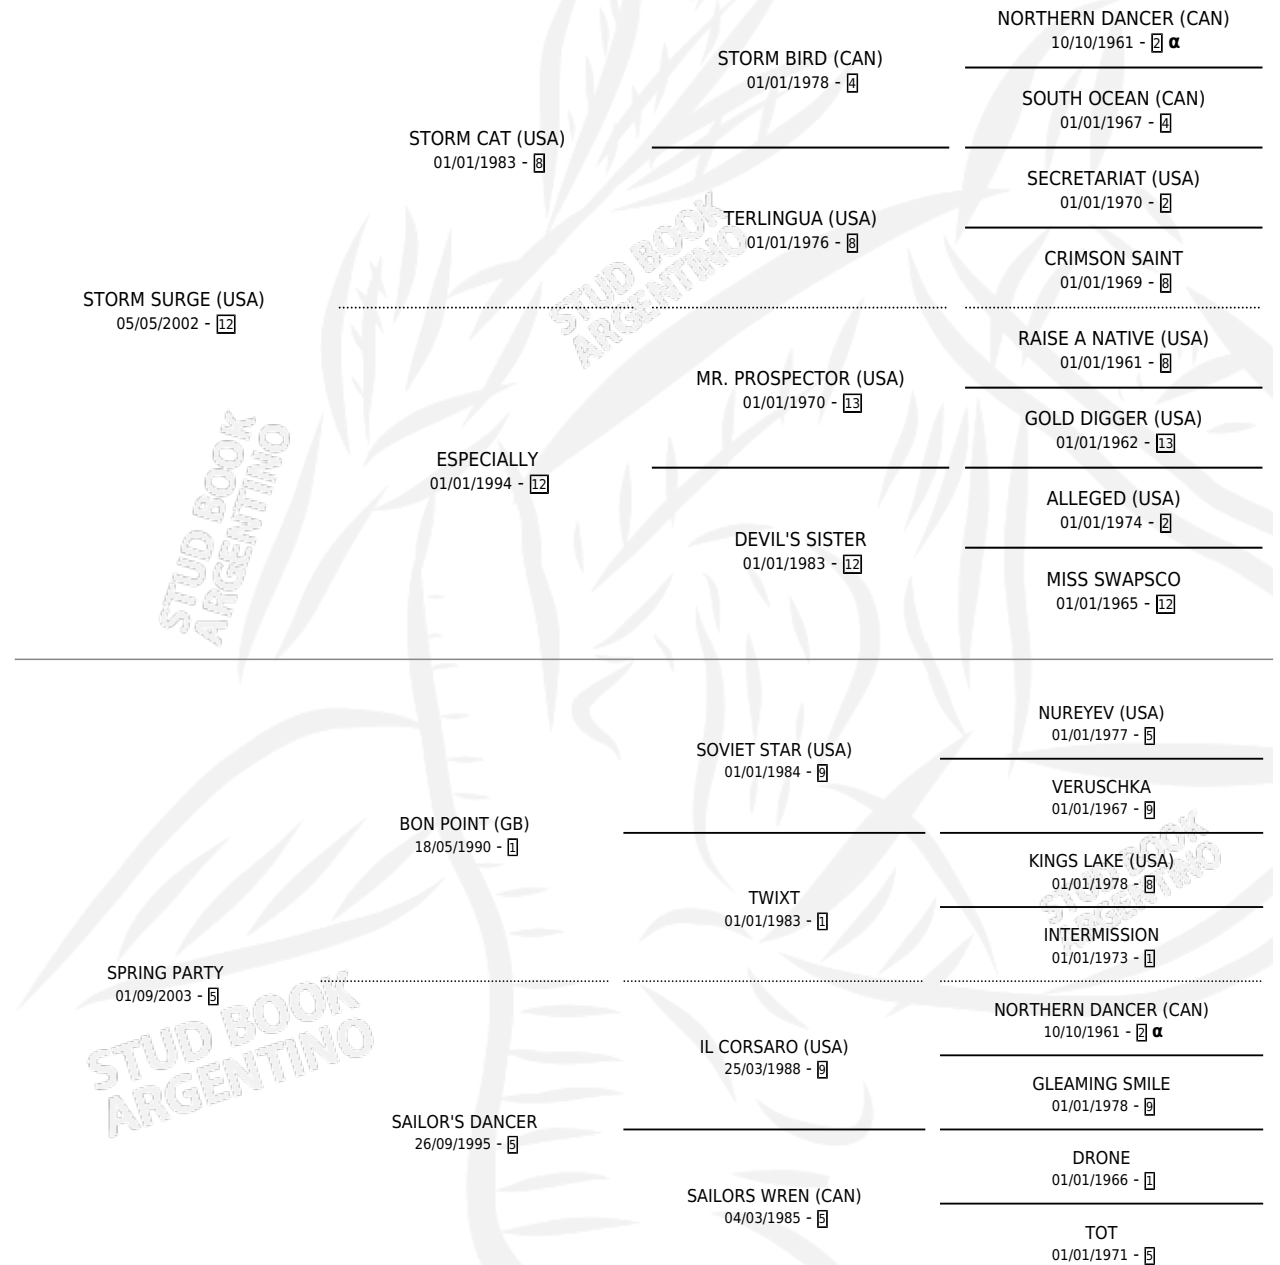 NORTHERN DANCER (CAN)
10/10/1961 - 2 α
STORM BIRD (CAN)
01/01/1978 - 4
SOUTH OCEAN (CAN)
01/01/1967 - 4
STORM CAT (USA)
01/01/1983 - 8
SECRETARIAT (USA)
01/01/1970 - 2
TERLINGUA (USA)
01/01/1976 - 8
CRIMSON SAINT
01/01/1969 - 8
STORM SURGE (USA)
05/05/2002 - 12
RAISE A NATIVE (USA)
01/01/1961 - 8
MR. PROSPECTOR (USA)
01/01/1970 - 13
GOLD DIGGER (USA)
01/01/1962 - 13
ESPECIALLY
01/01/1994 - 12
ALLEGED (USA)
01/01/1974 - 2
DEVIL'S SISTER
01/01/1983 - 12
MISS SWAPSCO
01/01/1965 - 12
NUREYEV (USA)
01/01/1977 - 5
SOVIET STAR (USA)
01/01/1984 - 9
VERUSCHKA
01/01/1967 - 9
BON POINT (GB)
18/05/1990 - 1
KINGS LAKE (USA)
01/01/1978 - 8
TWIXT
01/01/1983 - 1
INTERMISSION
01/01/1973 - 1
SPRING PARTY
01/09/2003 - 5
NORTHERN DANCER (CAN)
10/10/1961 - 2 α
IL CORSARO (USA)
25/03/1988 - 9
GLEAMING SMILE
01/01/1978 - 9
SAILOR'S DANCER
26/09/1995 - 5
DRONE
01/01/1966 - 1
SAILORS WREN (CAN)
04/03/1985 - 5
TOT
01/01/1971 - 5
STUD BOOK
ARGENTINO
STUD BOOK
ARGENTINO
STUD BOOK
ARGENTINO
STUD BOOK
ARGENTINO